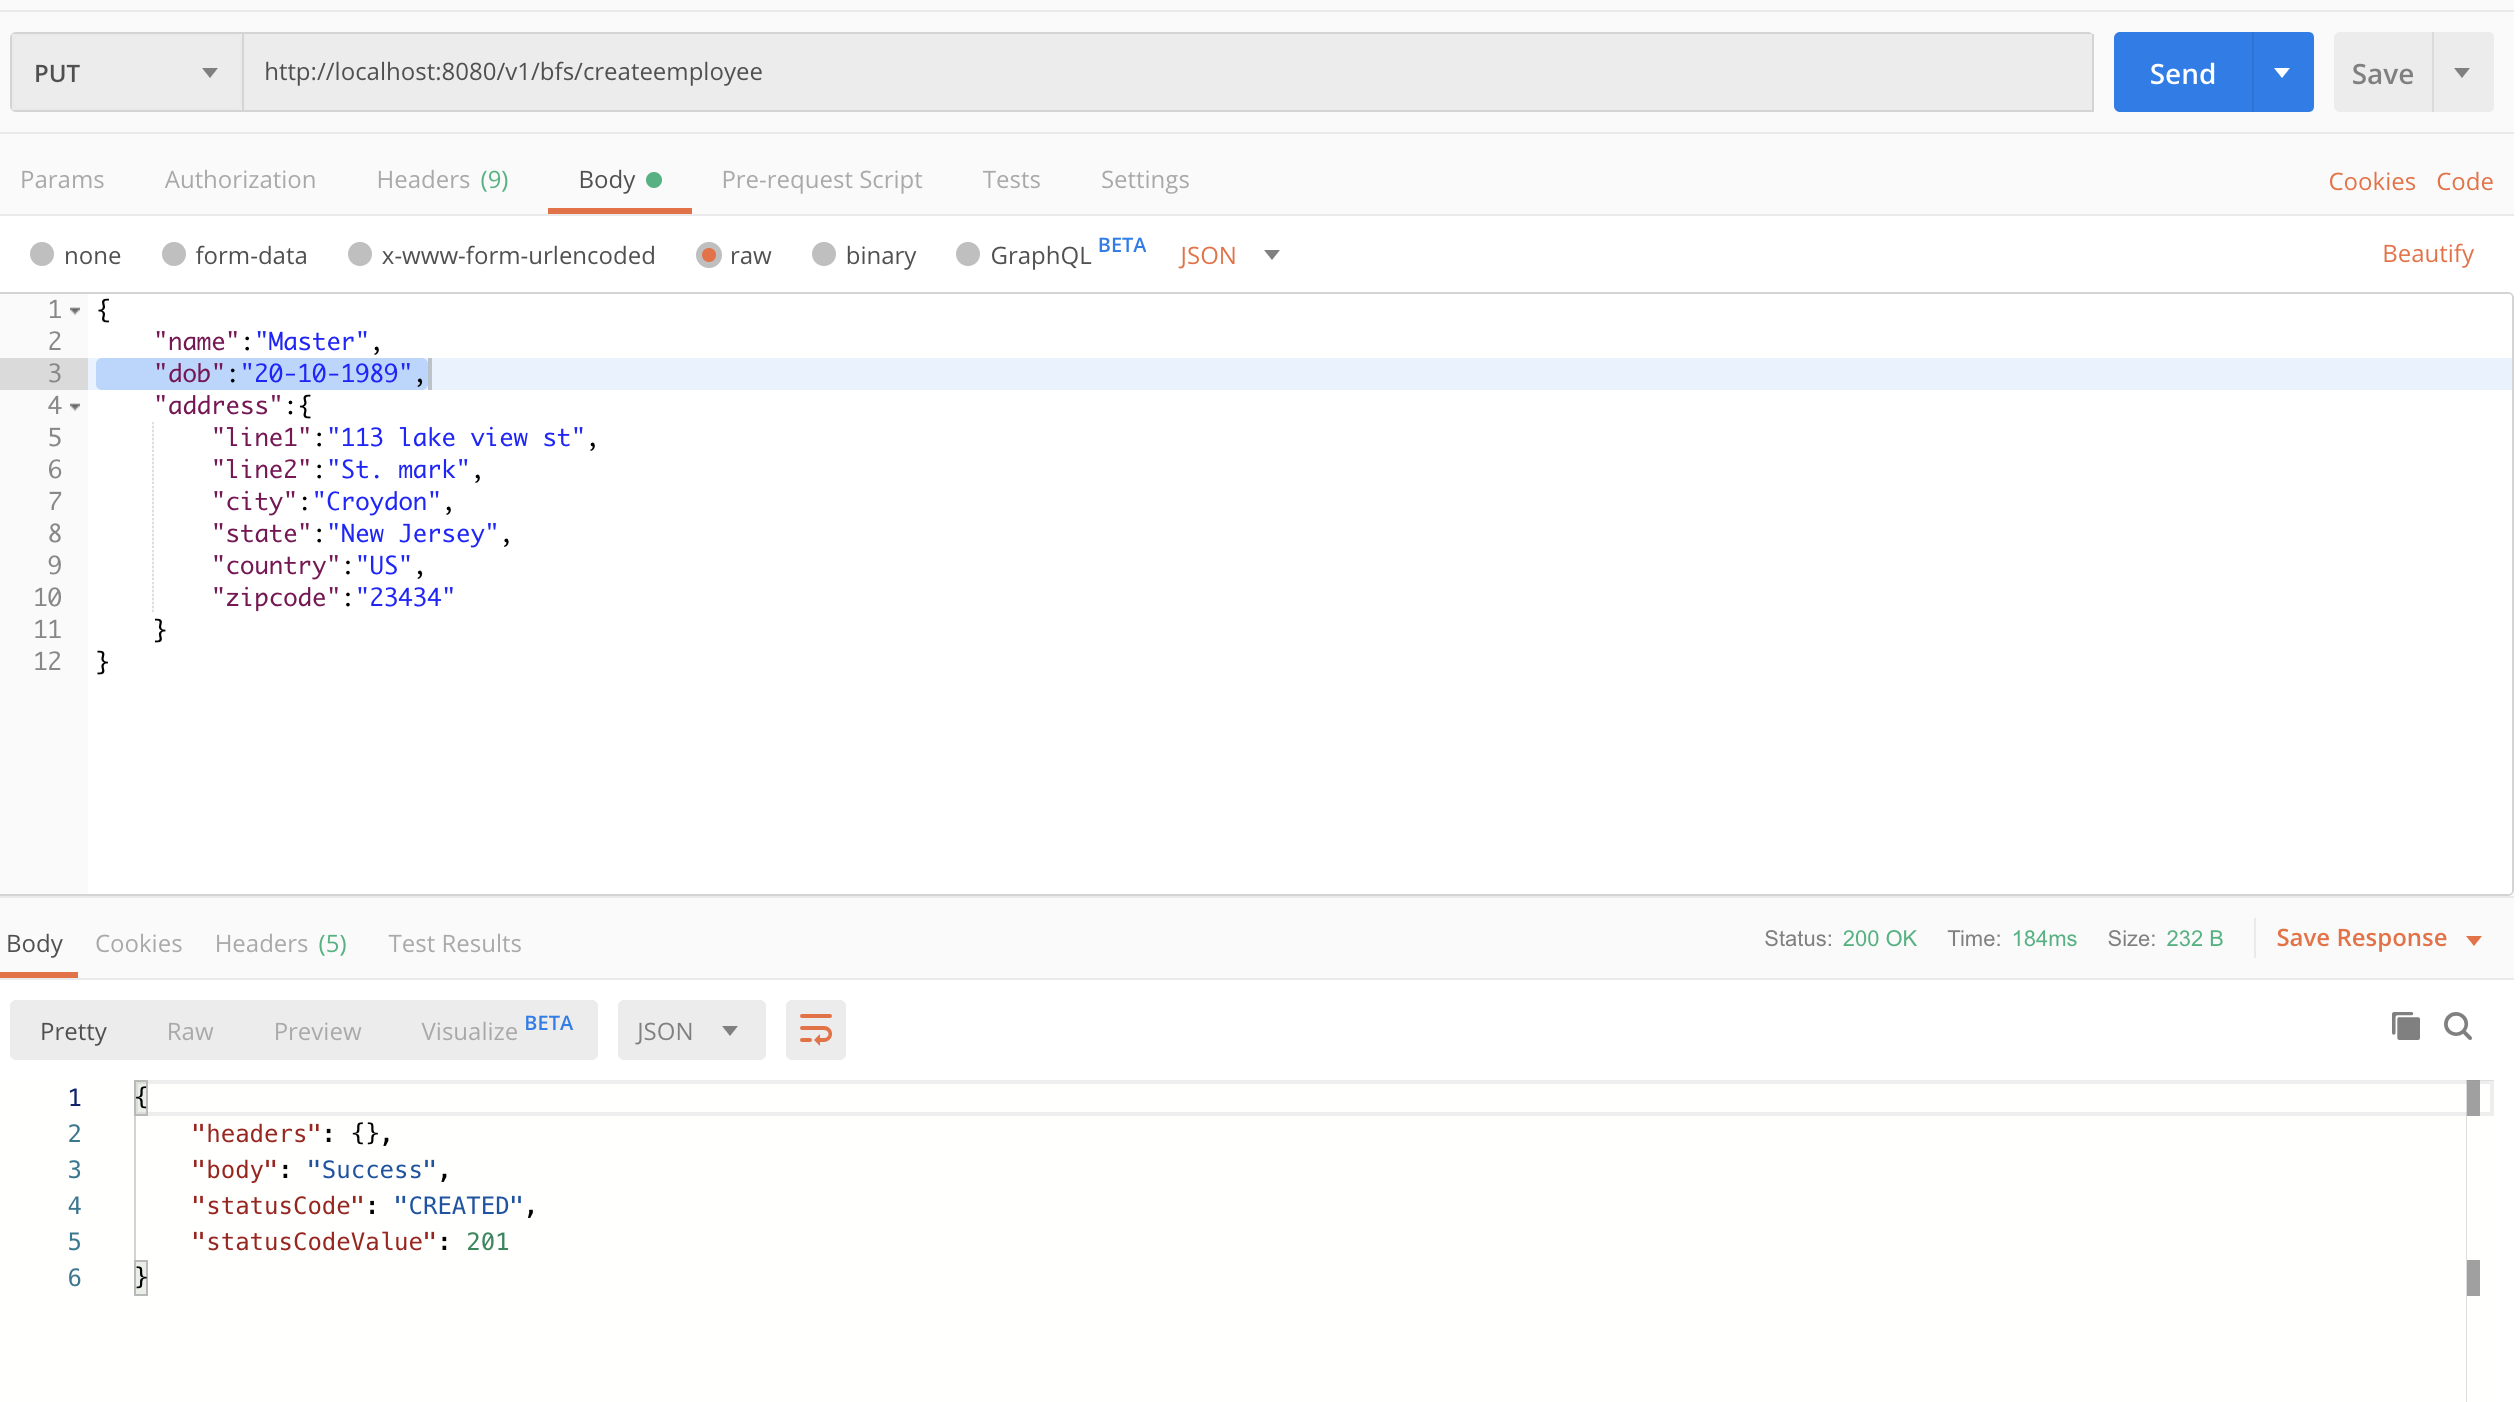 PUT http://localhost:8080/v1/bfs/createemployee Send Save
Params Authorization Headers (9) Body Pre-request Script Tests Settings Cookies Code
none form-data x-www-form-urlencoded raw binary GraphQL BETA JSON Beautify
1 {
2 "name":"Master",
3 "dob":"20-10-1989",
4 "address":{
5 "line1":"113 lake view st",
6 "line2":"St. mark",
7 "city":"Croydon",
8 "state":"New Jersey",
9 "country":"US",
10 "zipcode":"23434"
11 }
12 }
Body Cookies Headers (5) Test Results Status: 200 OK Time: 184ms Size: 232 B Save Response
Pretty Raw Preview Visualize BETA JSON
1 {
2 "headers": {},
3 "body": "Success",
4 "statusCode": "CREATED",
5 "statusCodeValue": 201
6 }